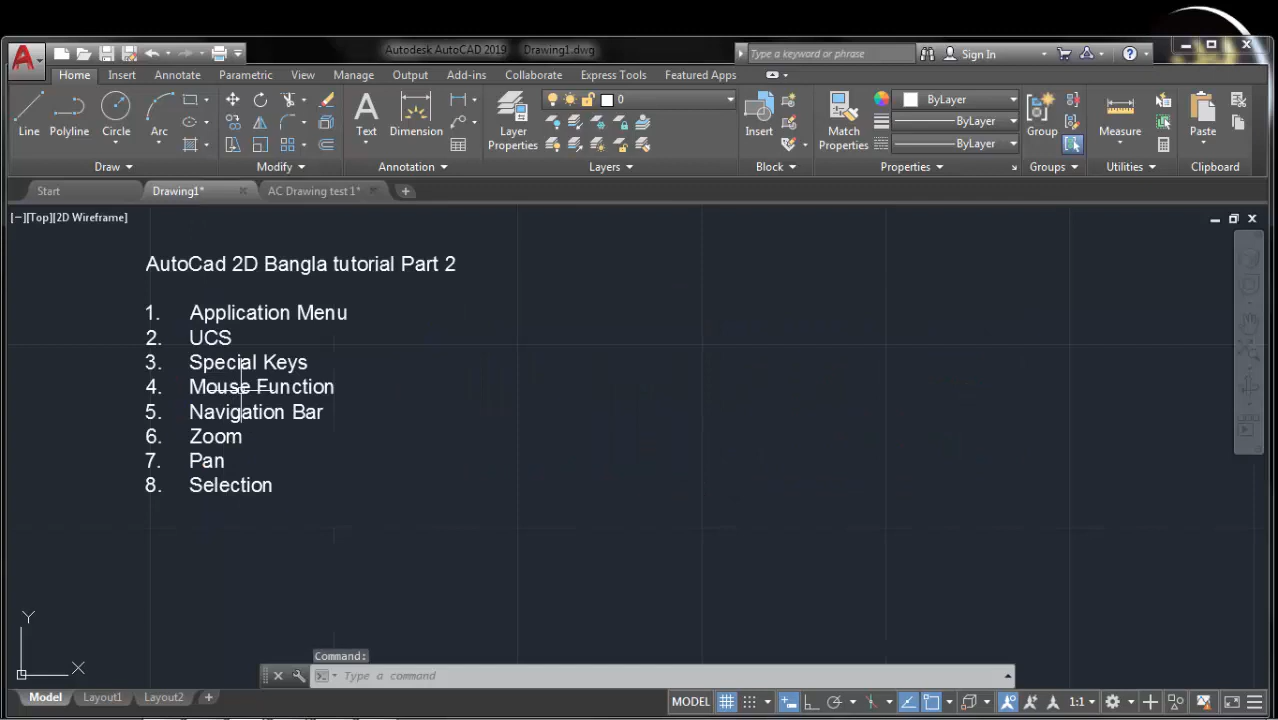 Autodesk AutoCAD 2019 Drawing1.dwg
Type a keyword or phrase
Sign In
Home Insert Annotate Parametric View Manage Output Add-ins Collaborate Express Tools Featured Apps
0
ByLayer
ByLayer
ByLayer
Line Polyline Circle Arc
Text Dimension
Layer Properties
Insert
Match Properties
Group
Measure
Paste
Draw Modify Annotation Layers Block Properties Groups Utilities Clipboard
Start Drawing1* AC Drawing test 1*
[−][Top][2D Wireframe]
AutoCad 2D Bangla tutorial Part 2
1. Application Menu
2. UCS
3. Special Keys
4. Mouse Function
5. Navigation Bar
6. Zoom
7. Pan
8. Selection
Y
X
Command:
Type a command
Model Layout1 Layout2
MODEL
1:1